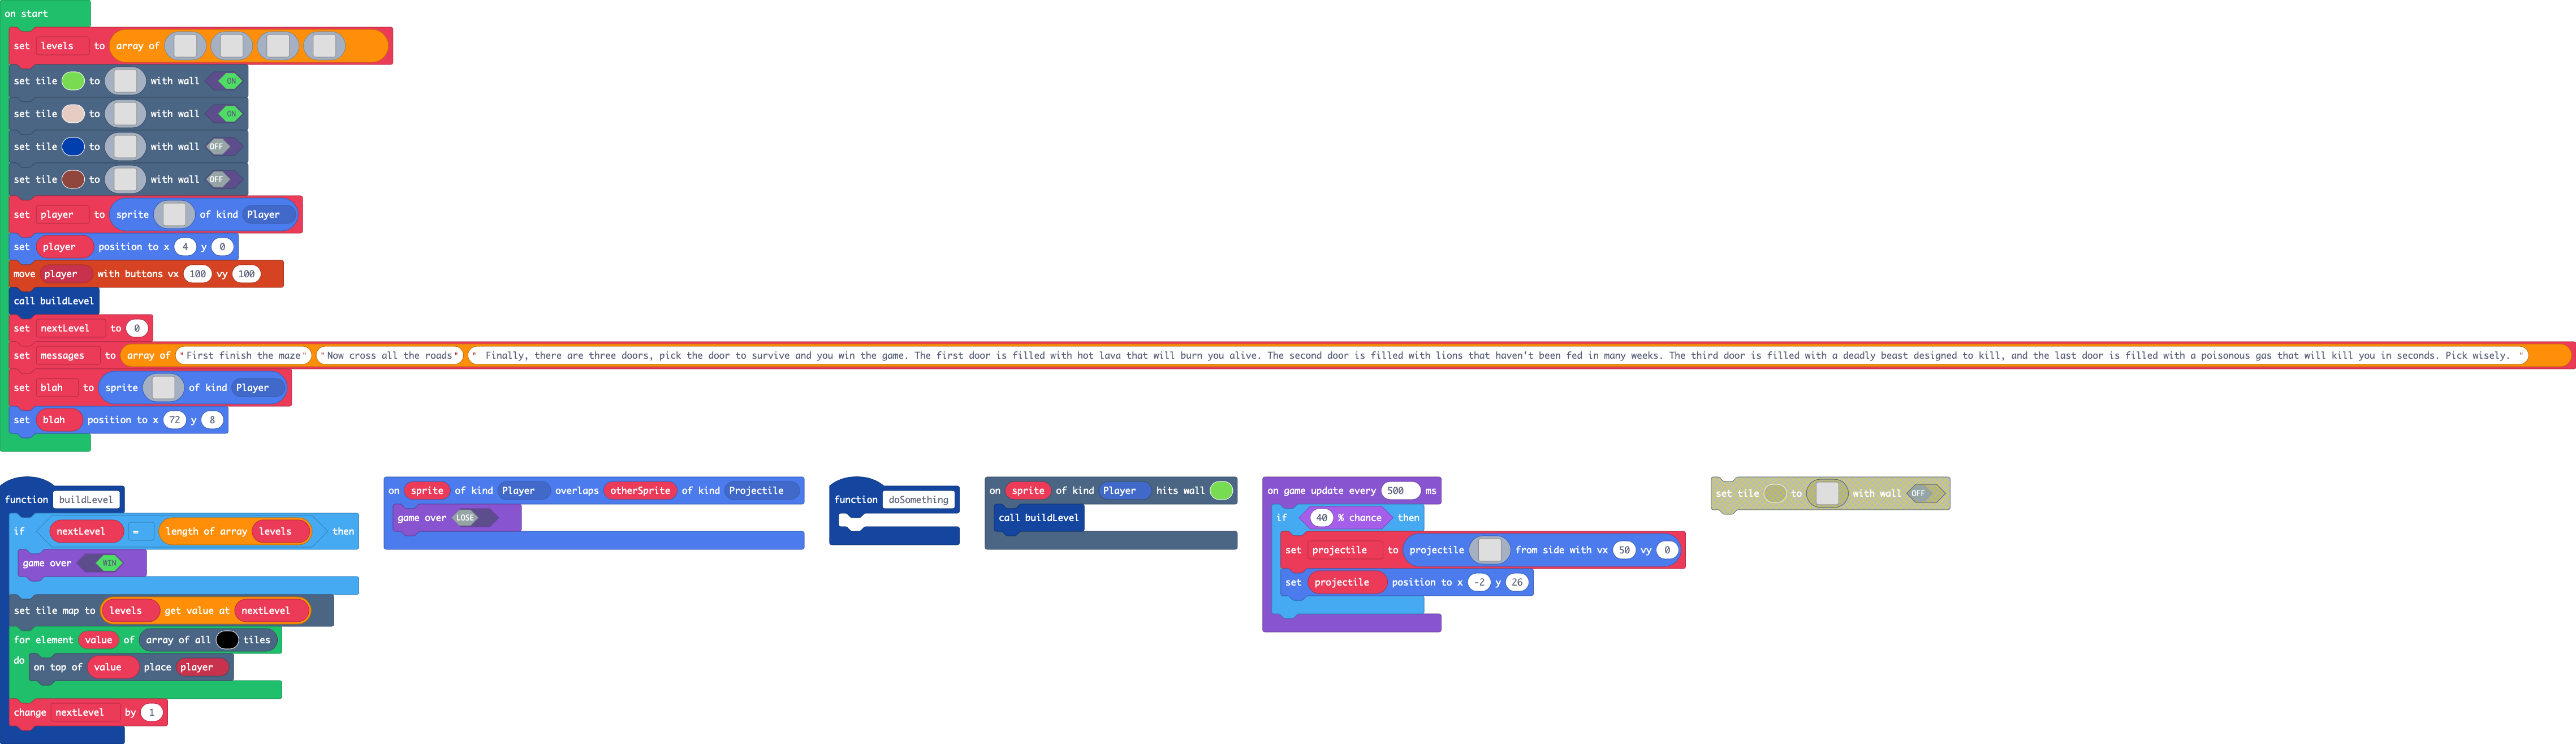 on start
set levels to array of
set tile to with wall ON
set tile to with wall ON
set tile to with wall OFF
set tile to with wall OFF
set player to sprite of kind Player
set player position to x 4 y 0
move player with buttons vx 100 vy 100
call buildLevel
set nextLevel to 0
set messages to array of "First finish the maze" "Now cross all the roads" " Finally, there are three doors, pick the door to survive and you win the game. The first door is filled with hot lava that will burn you alive. The second door is filled with lions that haven't been fed in many weeks. The third door is filled with a deadly beast designed to kill, and the last door is filled with a poisonous gas that will kill you in seconds. Pick wisely. "
set blah to sprite of kind Player
set blah position to x 72 y 8
function buildLevel
if nextLevel = length of array levels then
game over WIN
set tile map to levels get value at nextLevel
for element value of array of all tiles
do on top of value place player
change nextLevel by 1
on sprite of kind Player overlaps otherSprite of kind Projectile
game over LOSE
function doSomething
on sprite of kind Player hits wall
call buildLevel
on game update every 500 ms
if 40 % chance then
set projectile to projectile from side with vx 50 vy 0
set projectile position to x -2 y 26
set tile to with wall OFF